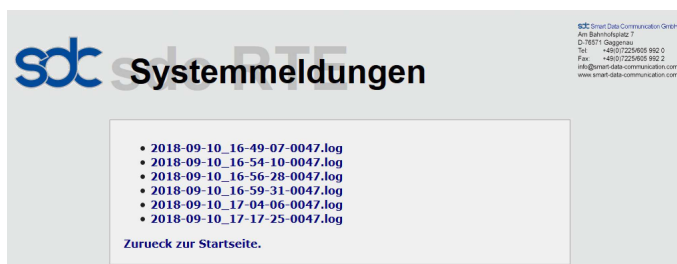 sdc
sdc RTE
Systemmeldungen
sdc Smart Data Communication GmbH
Am Bahnhofsplatz 7
D-76571 Gaggenau
Tel: +49(0)7225/605 992 0
Fax: +49(0)7225/605 992 2
info@smart-data-communication.com
www.smart-data-communication.com
• 2018-09-10_16-49-07-0047.log
• 2018-09-10_16-54-10-0047.log
• 2018-09-10_16-56-28-0047.log
• 2018-09-10_16-59-31-0047.log
• 2018-09-10_17-04-06-0047.log
• 2018-09-10_17-17-25-0047.log
Zurueck zur Startseite.